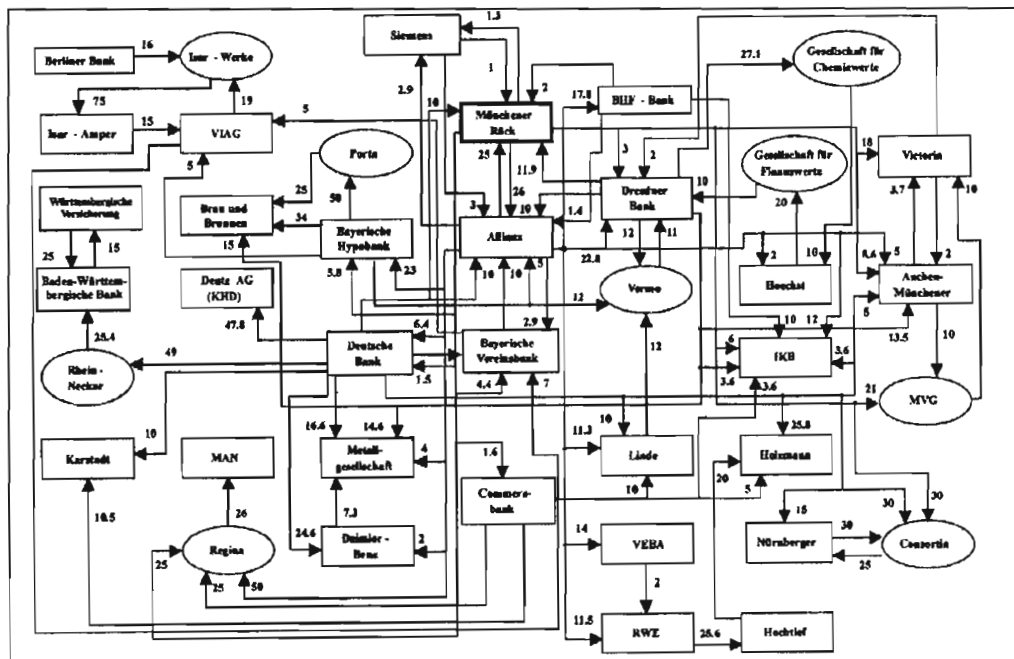 1.3
Siemens
16
Berliner Bank
Isar - Werke
Gesellschaft für
Chemiewerte
27.1
1
2
75
2.9
19
5
10
17.8
BHF - Bank
Isar - Amper
15
VIAG
Münchener
Rück
Porta
5
25
3
2
Gesellschaft für
Finanzwerte
18
Victoria
11.9
25
26
10
Dresdner
Bank
10
3.7
10
Württembergische
Versicherung
Brau und
Brunnen
50
34
Bayerische
Hypobank
3
Allianz
1.4
20
12
11
25
15
15
5.8
23
22.8
2
10
8.6
5
2
Baden-Württem-
bergische Bank
Deutz AG
(KHD)
10
10
5
12
Vermo
Hoechst
Aachen-
Münchener
47.8
6.4
2.9
10
12
5
13.5
25.4
49
Deutsche
Bank
Bayerische
Vereinsbank
12
6
IKB
3.6
10
Rhein -
Neckar
1.5
4.4
7
3.6
3.6
21
MVG
16.6
14.6
10
25.8
Karstadt
10
MAN
Metall-
gesellschaft
4
1.6
11.3
Linde
20
Holzmann
Commerz-
bank
10
5
30
30
10.5
26
7.3
24.6
Daimler -
Benz
2
14
VEBA
15
Nürnberger
30
Consortia
25
25
Regina
25
50
2
11.5
RWE
25.6
Hochtief